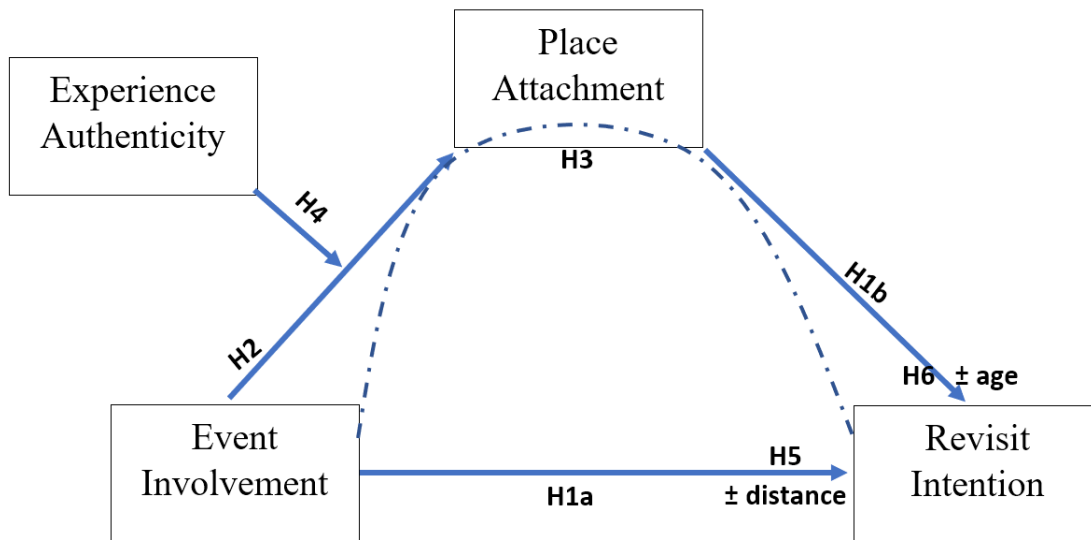 Place
Attachment
Experience
Authenticity
H3
H4
H1b
H2
H6 ± age
Event
Involvement
H5
Revisit
Intention
H1a
± distance